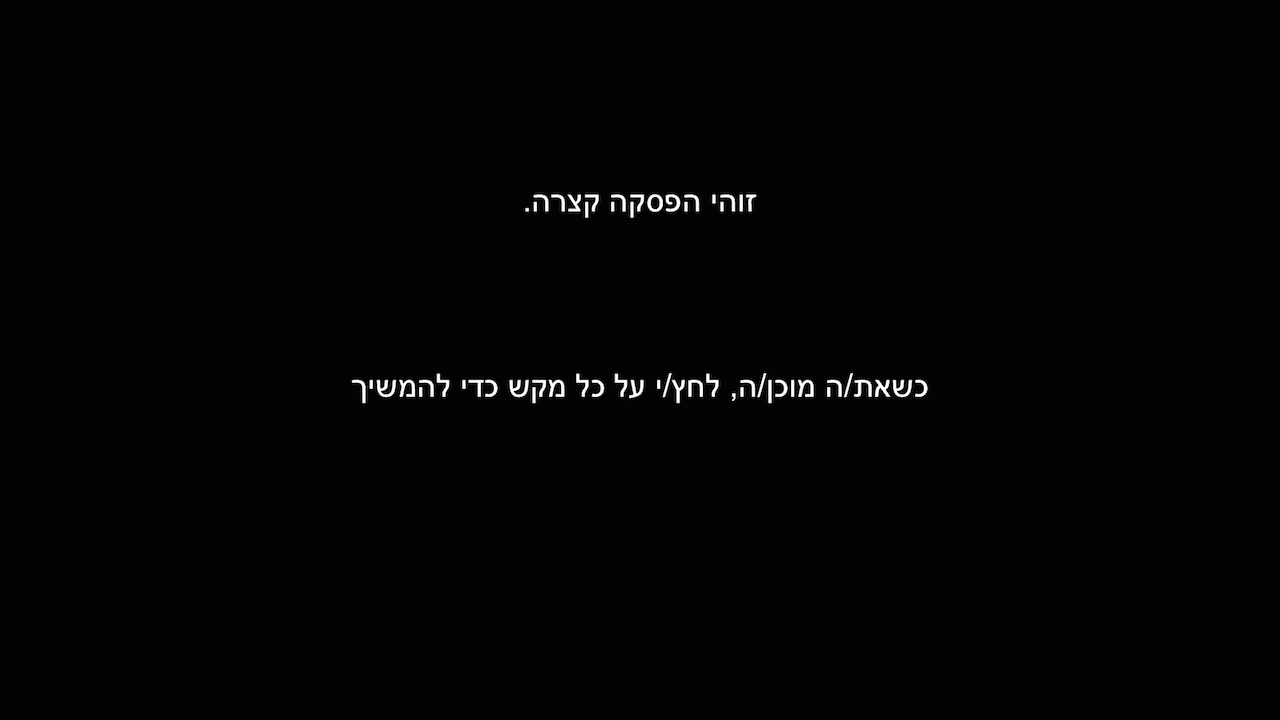 זוהי הפסקה קצרה.
כשאת/ה מוכן/ה, לחץ/י על כל מקש כדי להמשיך